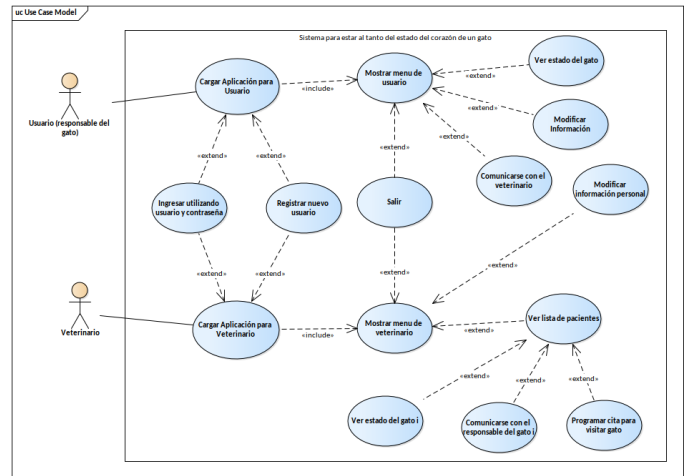 uc Use Case Model
Sistema para estar al tanto del estado del corazón de un gato
Cargar Aplicación para
Usuario
«include»
Mostrar menu de
usuario
Ver estado del gato
«extend»
Usuario (responsable del
gato)
«extend»
Modificar
Información
«extend»
«extend»
«extend»
«extend»
Comunicarse con el
veterinario
Modificar
información personal
Ingresar utilizando
usuario y contraseña
Registrar nuevo
usuario
Salir
«extend»
«extend»
«extend»
«extend»
Veterinario
Cargar Aplicación para
Veterinario
«include»
Mostrar menu de
veterinario
«extend»
Ver lista de pacientes
«extend»
«extend»
«extend»
Ver estado del gato i
Comunicarse con el
responsable del gato i
Programar cita para
visitar gato